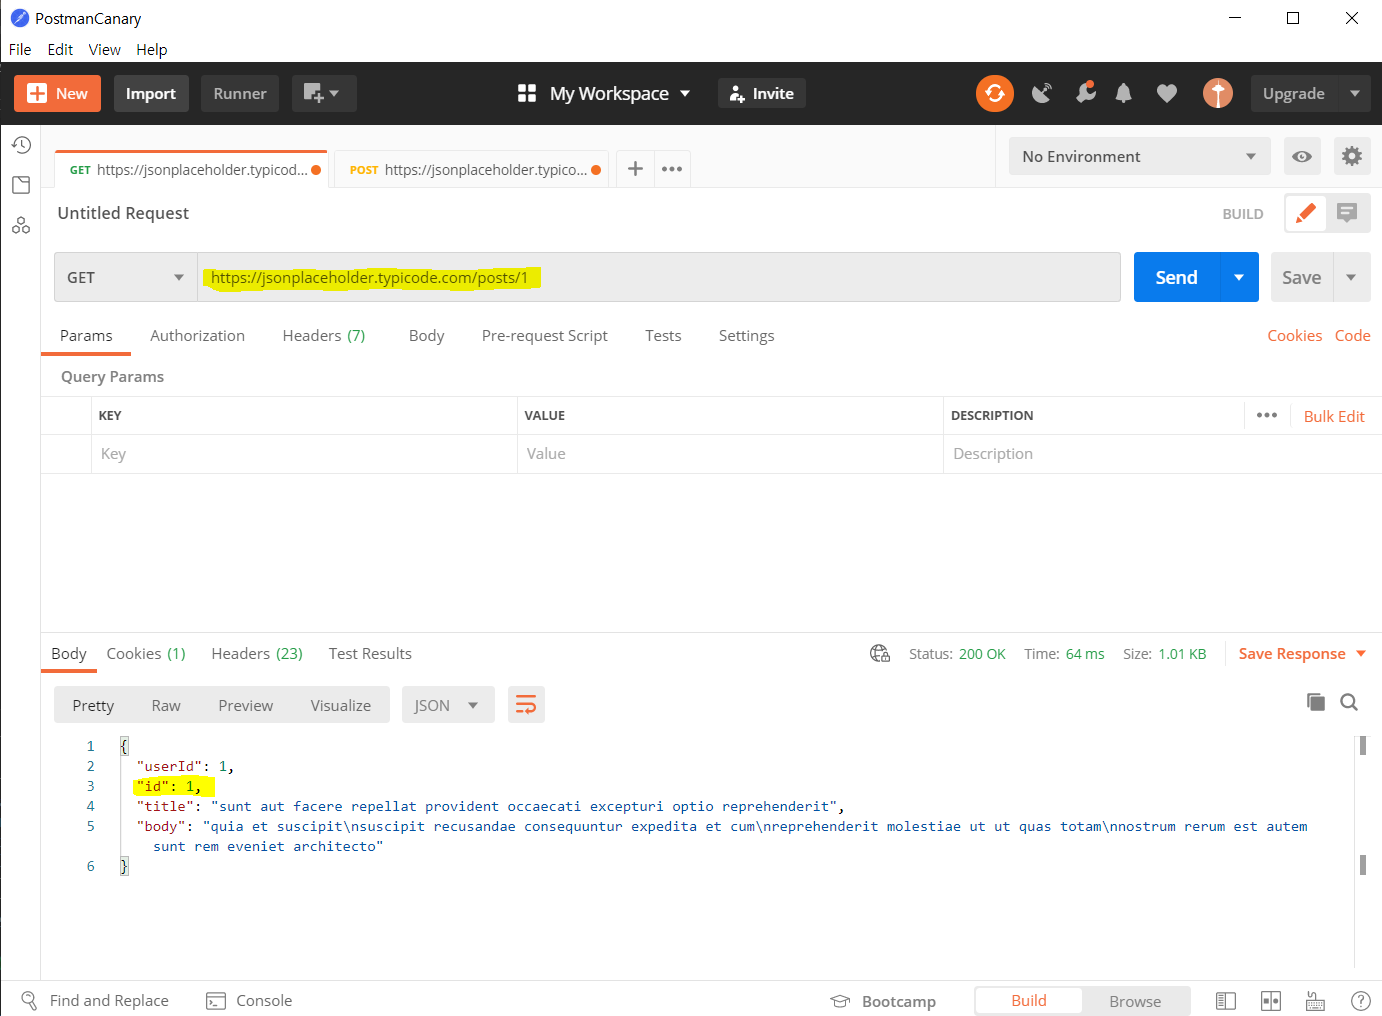 PostmanCanary
File Edit View Help
New Import Runner My Workspace Invite Upgrade
GET https://jsonplaceholder.typicod... POST https://jsonplaceholder.typico... No Environment
Untitled Request BUILD
GET https://jsonplaceholder.typicode.com/posts/1 Send Save
Params Authorization Headers (7) Body Pre-request Script Tests Settings Cookies Code
Query Params
KEY VALUE DESCRIPTION Bulk Edit
Key Value Description
Body Cookies (1) Headers (23) Test Results Status: 200 OK Time: 64 ms Size: 1.01 KB Save Response
Pretty Raw Preview Visualize JSON
1 {
2 "userId": 1,
3 "id": 1,
4 "title": "sunt aut facere repellat provident occaecati excepturi optio reprehenderit",
5 "body": "quia et suscipit\nsuscipit recusandae consequuntur expedita et cum\nreprehenderit molestiae ut ut quas totam\nnostrum rerum est autem
sunt rem eveniet architecto"
6 }
Find and Replace Console Bootcamp Build Browse